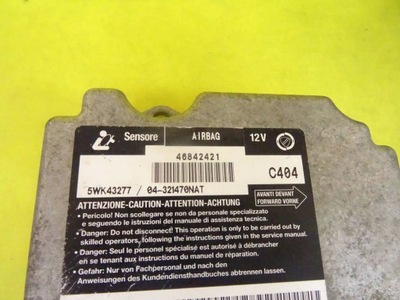 Sensore AIRBAG 12V
46842421
C404
5WK43277 / 04-321470NAT
AVANTI DEVANT
FORWARD VORNE
ATTENZIONE-CAUTION-ATTENTION-ACHTUNG
• Pericolo! Non scollegare se non da personale specializzato
e seguendo le istruzioni del manuale di assistenza tecnica.
• Danger: Do not disconnect! This operation is only to be carried out by
skilled operators, following the instructions given in the service manual.
• Danger: Seul le personnel spécialisé est autorisé à débrancher
en se tenant aux instructions du manuel de réparation.
• Gefahr: Nur von Fachpersonal und nach den
Anweisungen des Kundendiensthandbuches abtrennen lassen.